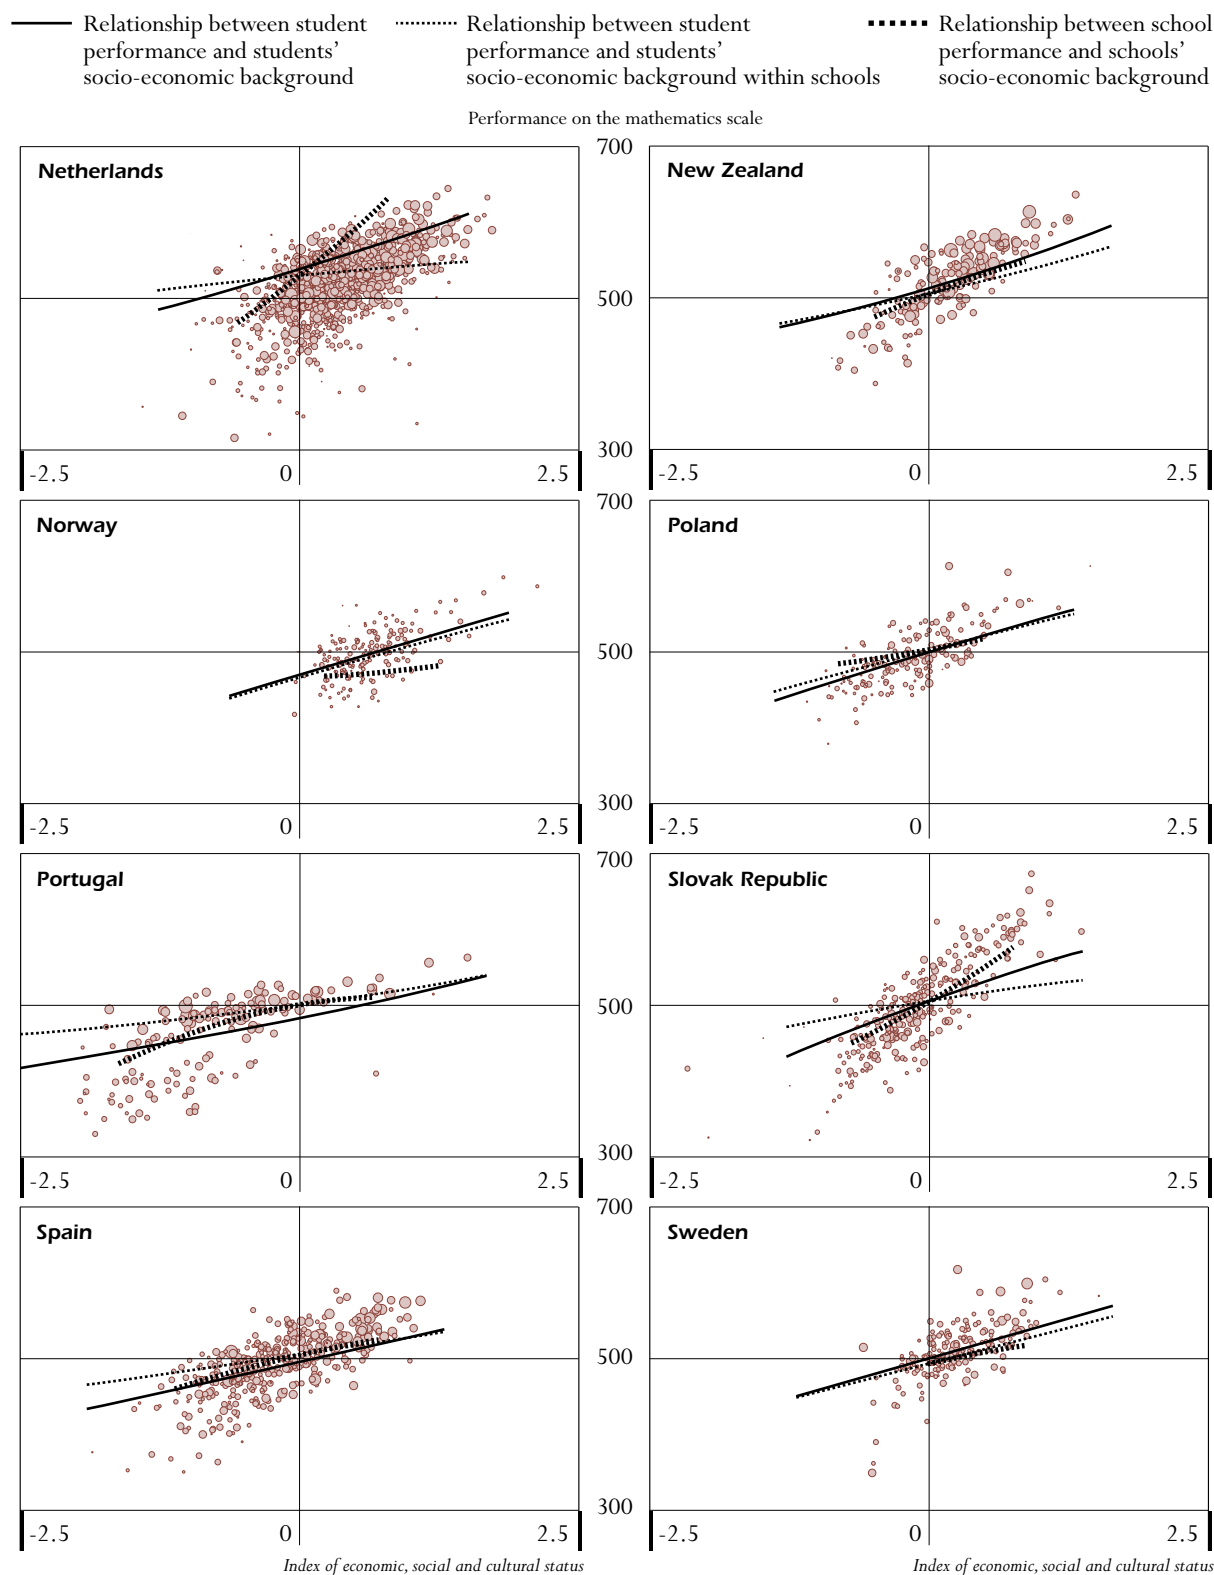 Relationship between student
performance and students’
socio-economic background
Relationship between student
performance and students’
socio-economic background within schools
Relationship between school
performance and schools’
socio-economic background
Performance on the mathematics scale
Netherlands
700
New Zealand
500
300
-2.5 0 2.5
-2.5 0 2.5
Norway
700
Poland
500
300
-2.5 0 2.5
-2.5 0 2.5
Portugal
700
Slovak Republic
500
300
-2.5 0 2.5
-2.5 0 2.5
Spain
700
Sweden
500
300
-2.5 0 2.5
-2.5 0 2.5
Index of economic, social and cultural status
Index of economic, social and cultural status